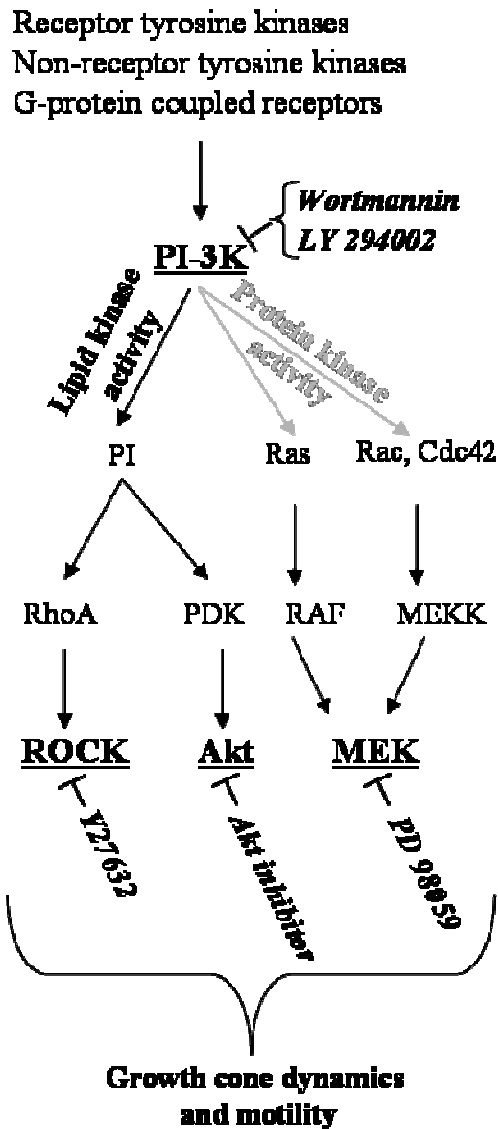 Receptor tyrosine kinases
Non-receptor tyrosine kinases
G-protein coupled receptors
Wortmannin
LY 294002
PI-3K
Lipid kinase
activity
Protein kinase
activity
PI
Ras
Rac, Cdc42
RhoA
PDK
RAF
MEKK
ROCK
Akt
MEK
Y27632
Akt inhibitor
PD 98059
Growth cone dynamics
and motility